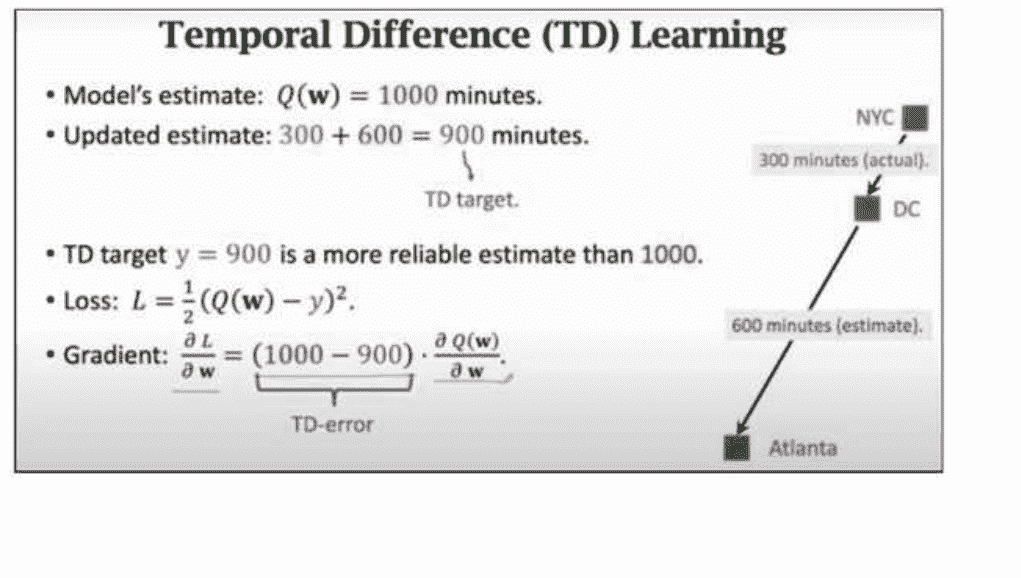 Temporal Difference (TD) Learning
• Model's estimate: Q(w) = 1000 minutes.
• Updated estimate: 300 + 600 = 900 minutes.
TD target.
• TD target y = 900 is a more reliable estimate than 1000.
• Loss: L = 1/2 (Q(w) − y)².
• Gradient: ∂L/∂w = (1000 − 900) · ∂Q(w)/∂w.
TD-error
NYC
300 minutes (actual).
DC
600 minutes (estimate).
Atlanta